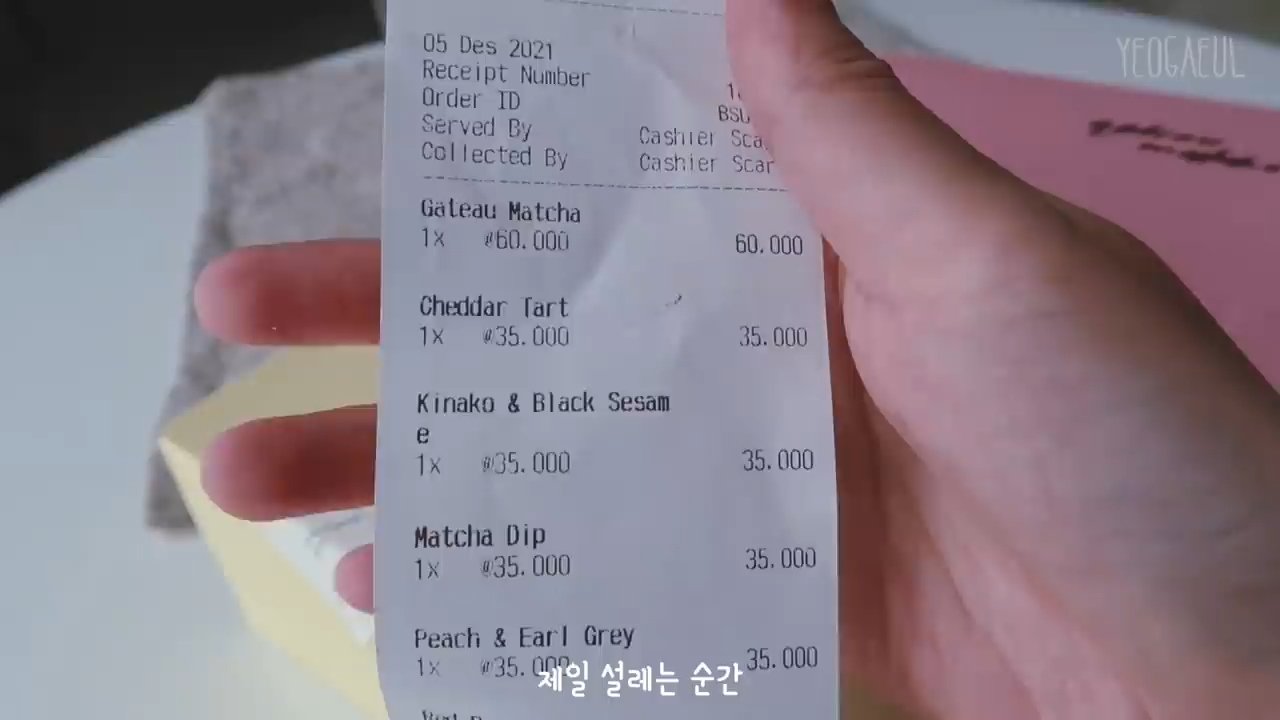 YEOGAEUL
05 Des 2021
Receipt Number
Order ID
Served By Cashier
Collected By Cashier
Gateau Matcha
1x @60.000 60.000
Cheddar Tart
1x @35.000 35.000
Kinako & Black Sesam
e
1x @35.000 35.000
Matcha Dip
1x @35.000 35.000
Peach & Earl Grey
1x @35.000 35.000
제일 설레는 순간